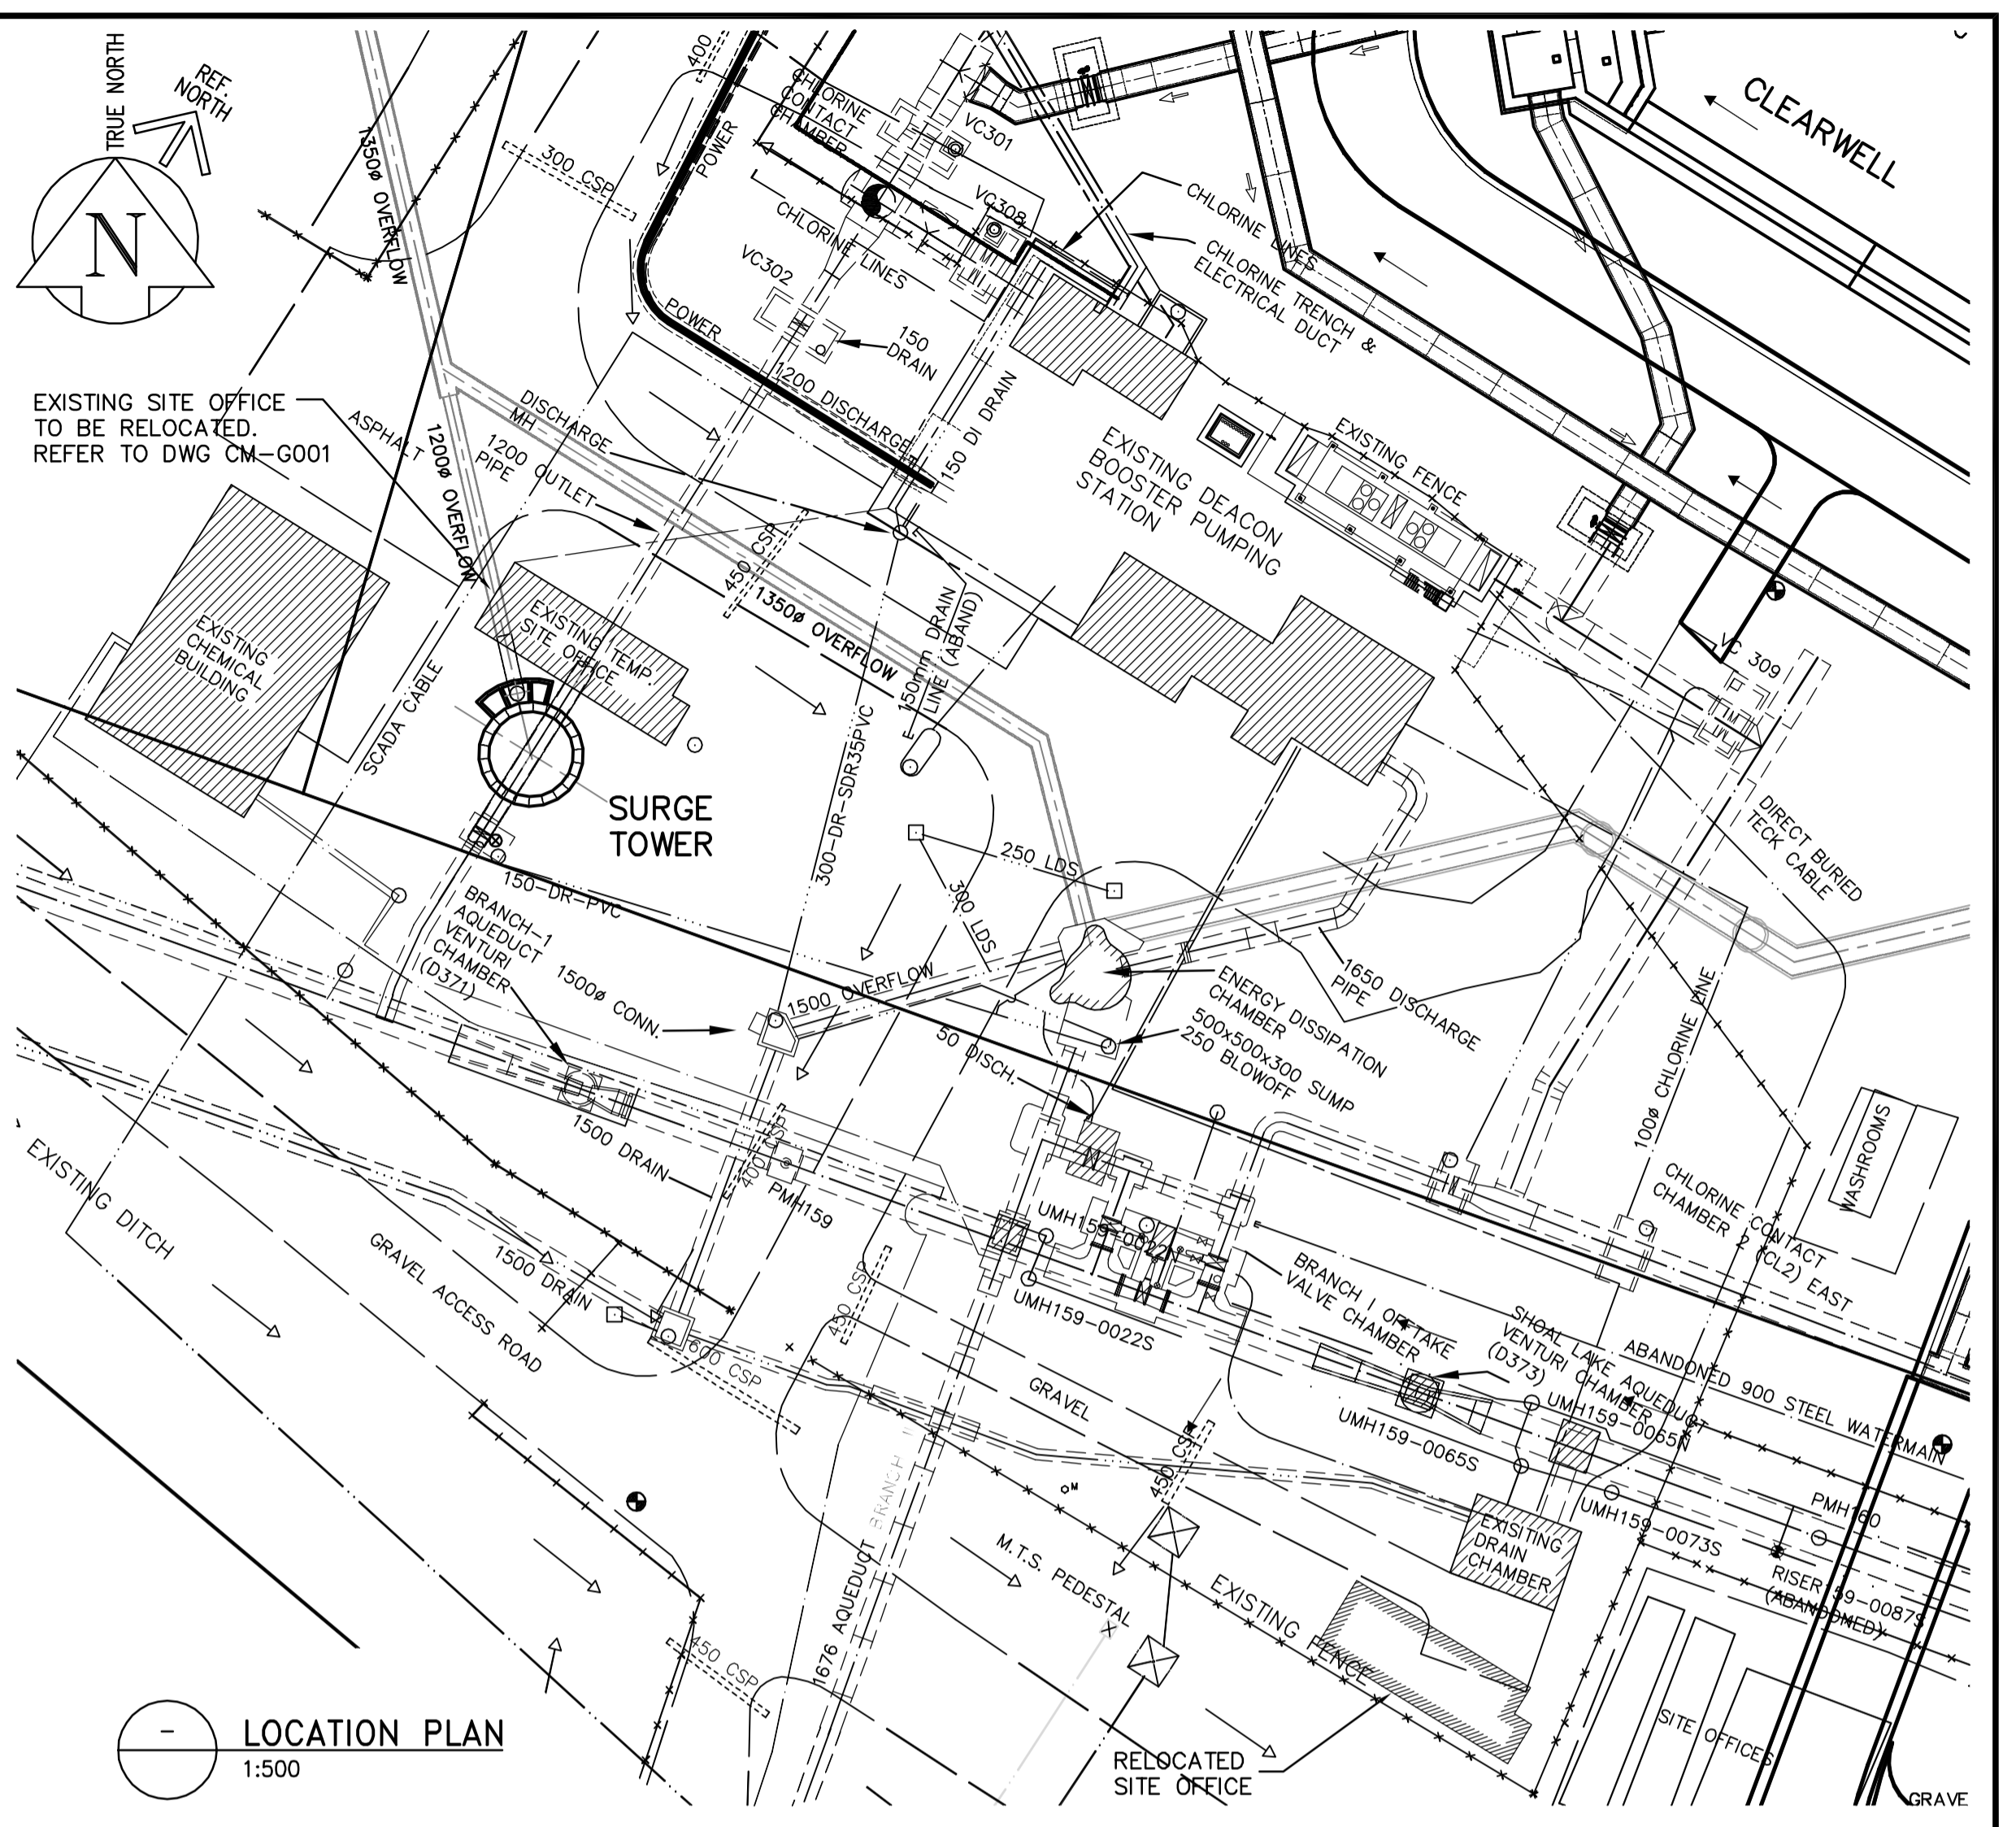 TRUE NORTH
REF.
NORTH
N
1350ø OVERFLOW
300 CSP
400
POWER
CHLORINE
CONTACT
CHAMBER
VC301
VC308
CHLORINE LINES
VC302
CHLORINE LINES
CHLORINE TRENCH &
ELECTRICAL DUCT
CLEARWELL
POWER
150
DRAIN
1200 DISCHARGE
150 DI DRAIN
EXISTING SITE OFFICE
TO BE RELOCATED.
REFER TO DWG CM-G001
ASPHALT
1200ø OVERFLOW
DISCHARGE
MH
1200 OUTLET
PIPE
450 CSP
EXISTING DEACON
BOOSTER PUMPING
STATION
EXISTING FENCE
EXISTING
CHEMICAL
BUILDING
EXISTING TEMP.
SITE OFFICE
1350ø OVERFLOW
150mm DRAIN
LINE (ABAND)
SCADA CABLE
VC 309
SURGE
TOWER
300-DR-SDR35PVC
250 LDS
300 LDS
DIRECT BURIED
TECK CABLE
150-DR-PVC
BRANCH-1
AQUEDUCT
VENTURI
CHAMBER
(D371)
1500ø CONN.
1500 OVERFLOW
50 DISCH.
ENERGY DISSIPATION
CHAMBER
500x500x300 SUMP
250 BLOWOFF
1650 DISCHARGE
PIPE
100ø CHLORINE LINE
WASHROOMS
EXISTING DITCH
1500 DRAIN
PMH159
GRAVEL ACCESS ROAD
1500 DRAIN
UMH159-0022N
UMH159-0022S
CHLORINE CONTACT
CHAMBER 2 (CL2) EAST
BRANCH I OFFTAKE
VALVE CHAMBER
SHOAL LAKE AQUEDUCT
VENTURI CHAMBER
(D373)
ABANDONED 900 STEEL WATERMAIN
UMH159-0065N
UMH159-0065S
600 CSP
450 CSP
GRAVEL
450 CSP
1676 AQUEDUCT BRANCH
M
M.T.S. PEDESTAL
EXISTING FENCE
EXISITING
DRAIN
CHAMBER
UMH159-0073S
PMH160
RISER159-0087S
(ABANDOMED)
450 CSP
LOCATION PLAN
1:500
RELOCATED
SITE OFFICE
SITE OFFICES
GRAVE